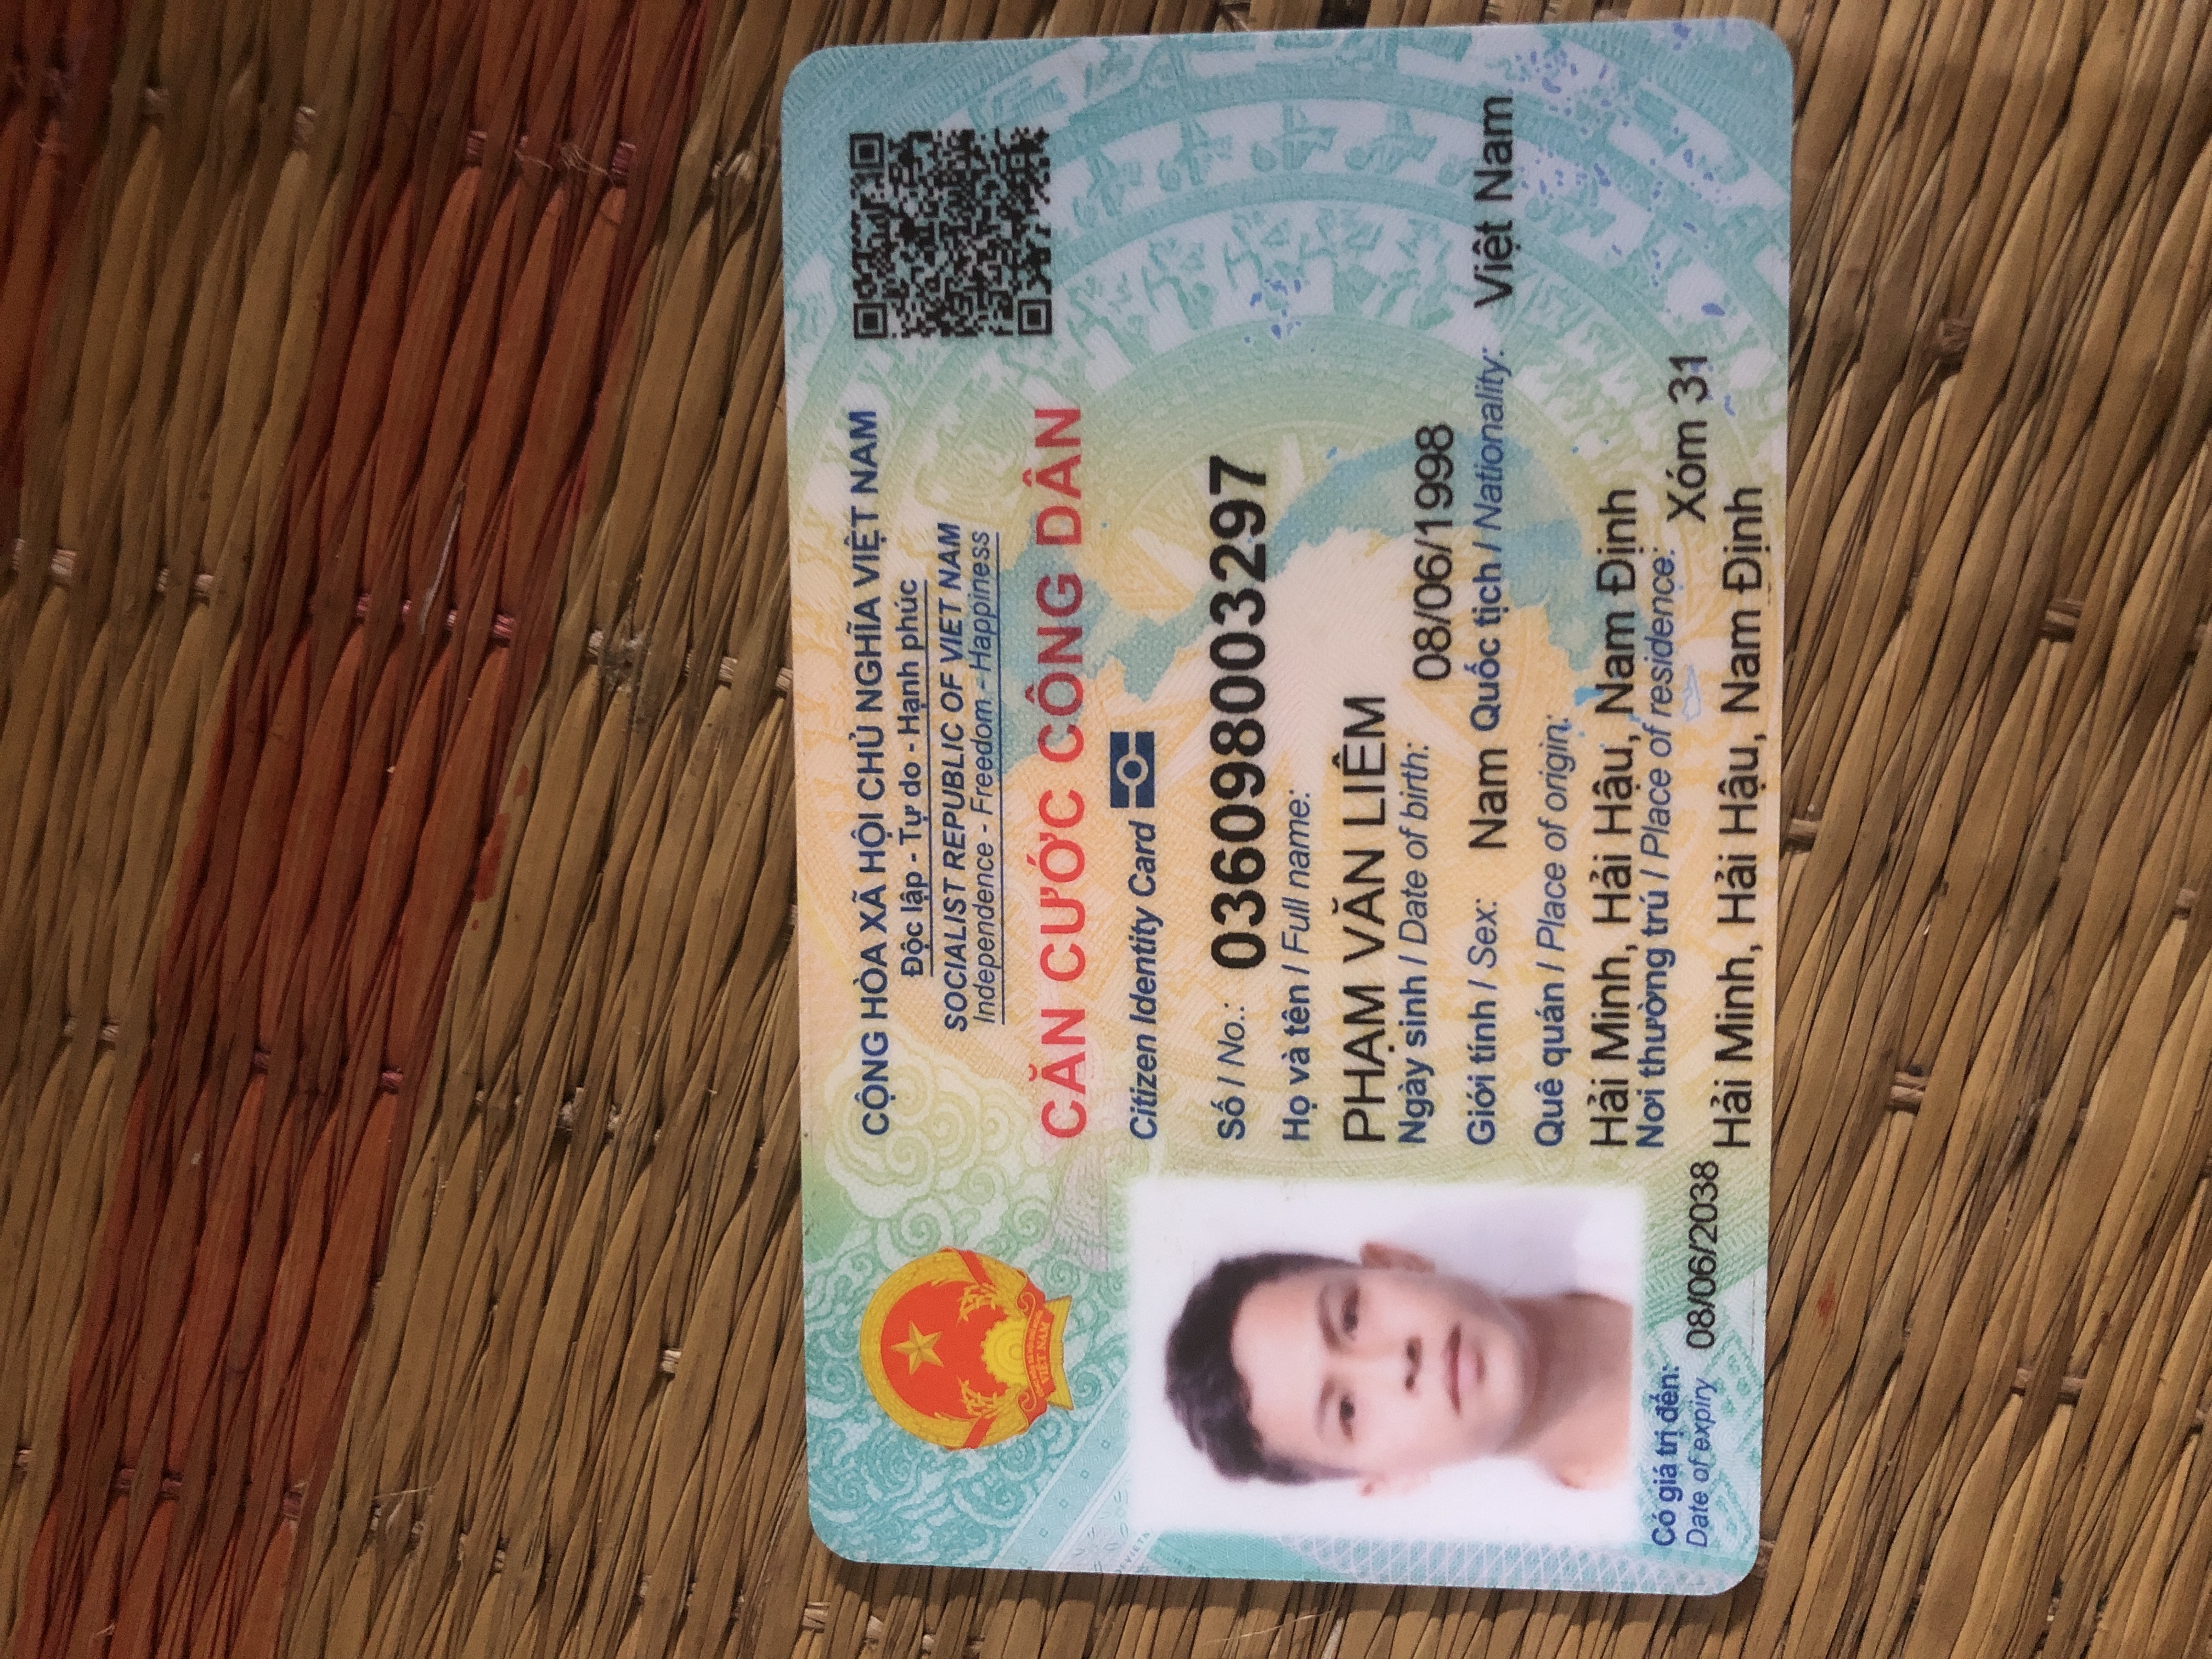 CỘNG HÒA XÃ HỘI CHỦ NGHĨA VIỆT NAM
Độc lập - Tự do - Hạnh phúc
SOCIALIST REPUBLIC OF VIET NAM
Independence - Freedom - Happiness
CĂN CƯỚC CÔNG DÂN
Citizen Identity Card
Số / No.: 036098003297
Họ và tên / Full name:
PHẠM VĂN LIÊM
Ngày sinh / Date of birth: 08/06/1998
Giới tính / Sex: Nam Quốc tịch / Nationality: Việt Nam
Quê quán / Place of origin:
Hải Minh, Hải Hậu, Nam Định
Nơi thường trú / Place of residence: Xóm 31
Hải Minh, Hải Hậu, Nam Định
Có giá trị đến:
Date of expiry 08/06/2038
VIỆT NAM